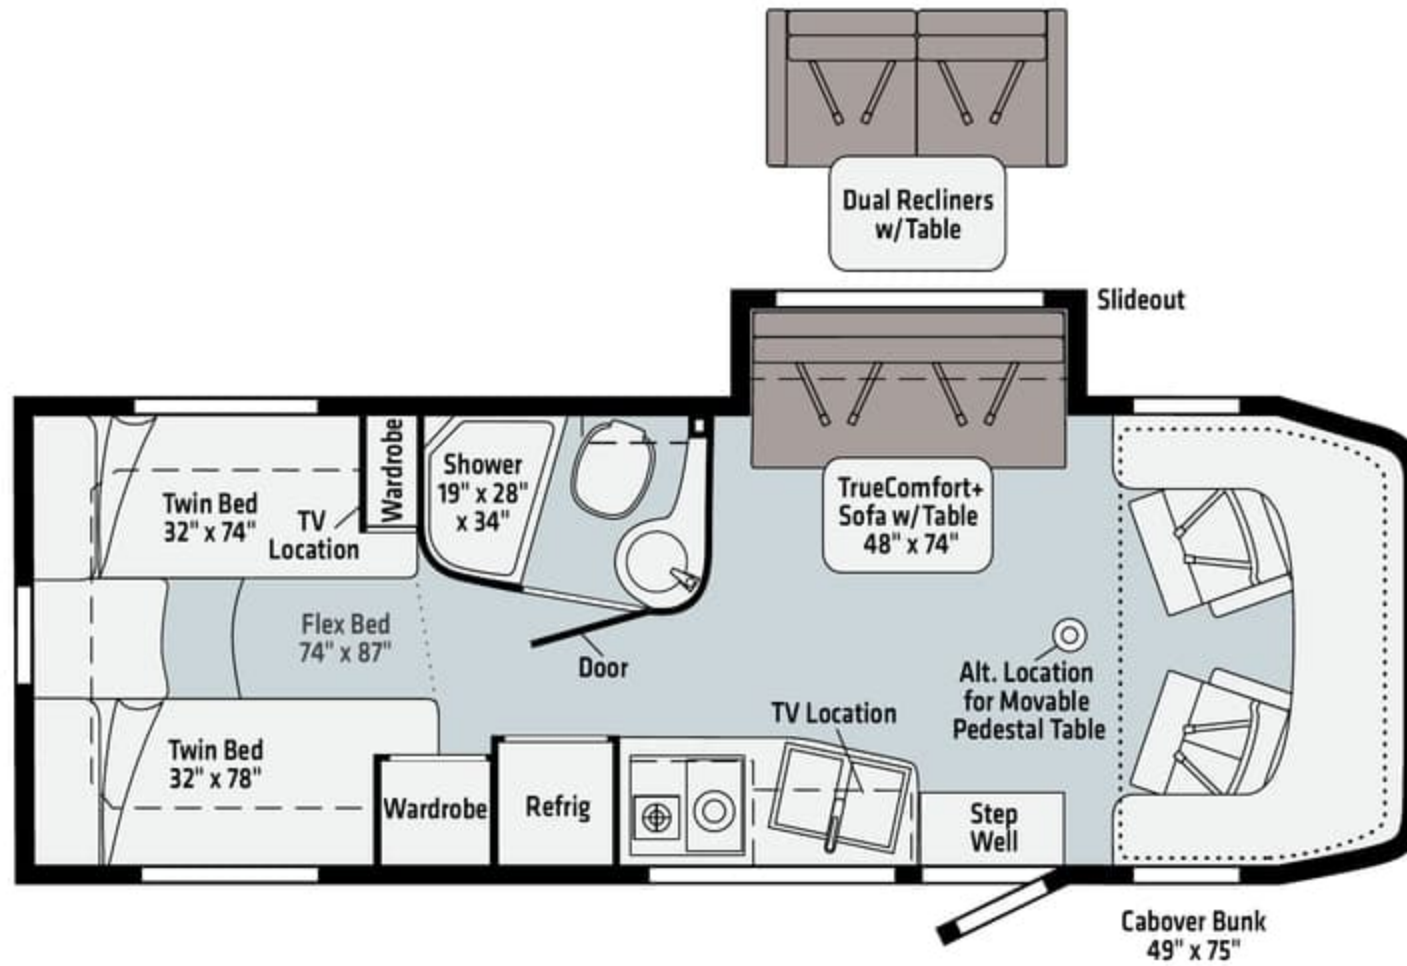 Dual Recliners
w/Table
Slideout
Twin Bed
32" x 74"
TV
Location
Wardrobe
Shower
19" x 28"
x 34"
TrueComfort+
Sofa w/Table
48" x 74"
Flex Bed
74" x 87"
Door
Alt. Location
for Movable
Pedestal Table
TV Location
Twin Bed
32" x 78"
Wardrobe
Refrig
Step
Well
Cabover Bunk
49" x 75"